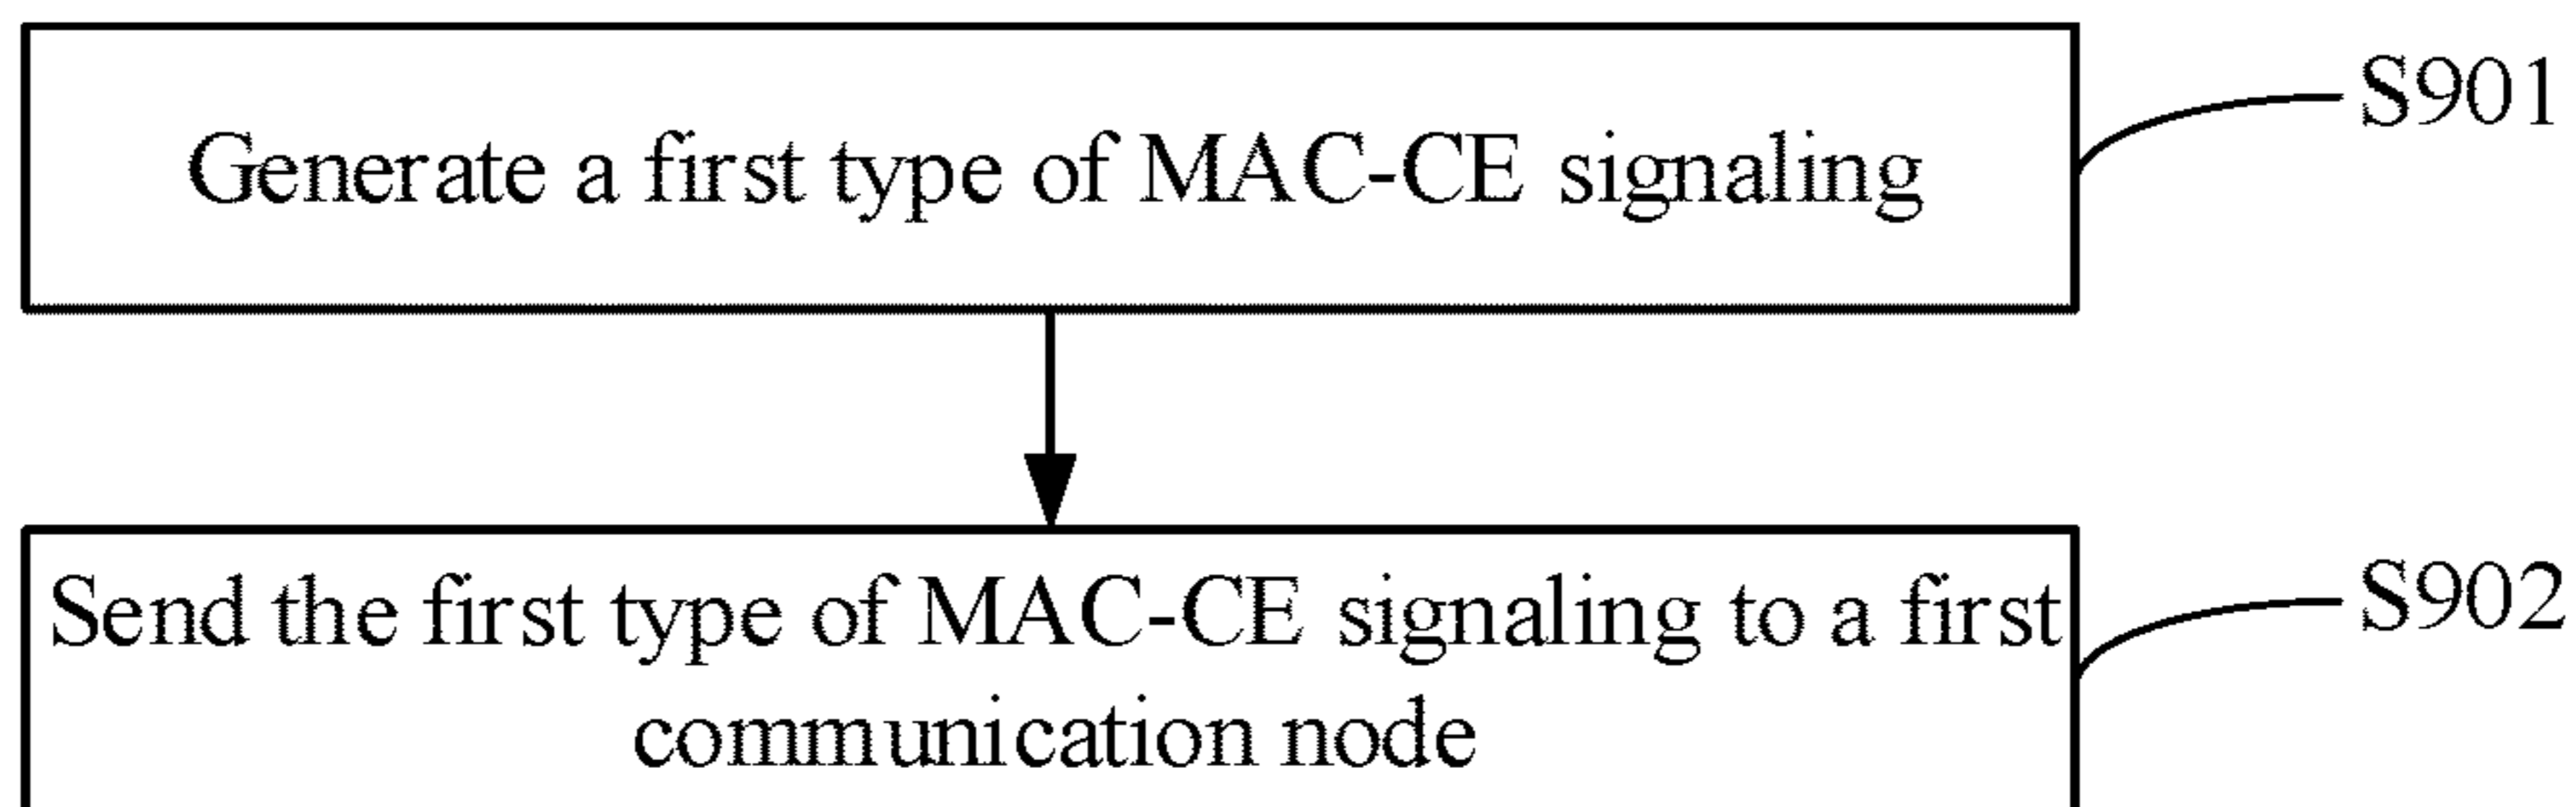 Generate a first type of MAC-CE signaling
S901
Send the first type of MAC-CE signaling to a first
communication node
S902